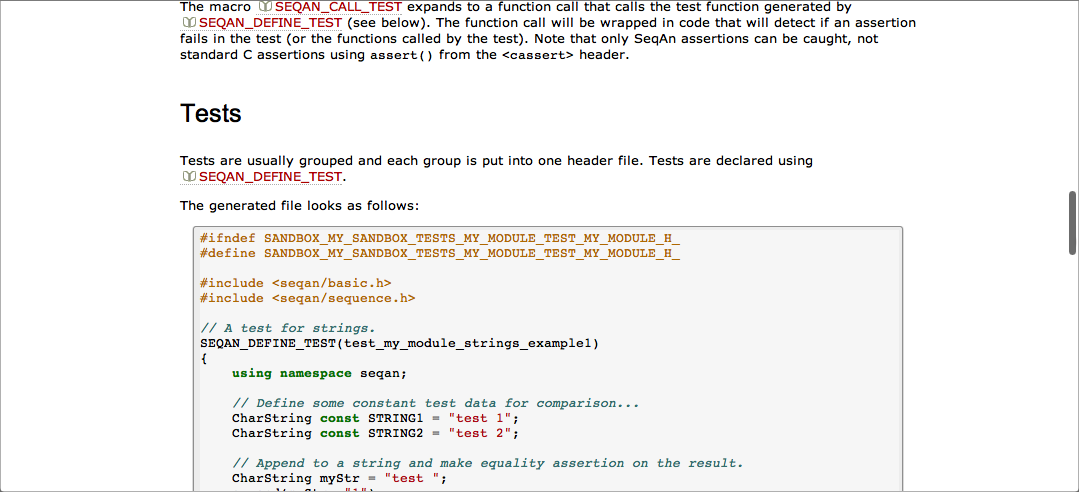 The macro SEQAN_CALL_TEST expands to a function call that calls the test function generated by
SEQAN_DEFINE_TEST (see below). The function call will be wrapped in code that will detect if an assertion
fails in the test (or the functions called by the test). Note that only SeqAn assertions can be caught, not
standard C assertions using assert() from the <cassert> header.
Tests
Tests are usually grouped and each group is put into one header file. Tests are declared using
SEQAN_DEFINE_TEST.
The generated file looks as follows:
#ifndef SANDBOX_MY_SANDBOX_TESTS_MY_MODULE_TEST_MY_MODULE_H_
#define SANDBOX_MY_SANDBOX_TESTS_MY_MODULE_TEST_MY_MODULE_H_
#include <seqan/basic.h>
#include <seqan/sequence.h>
// A test for strings.
SEQAN_DEFINE_TEST(test_my_module_strings_example1)
{
using namespace seqan;
// Define some constant test data for comparison...
CharString const STRING1 = "test 1";
CharString const STRING2 = "test 2";
// Append to a string and make equality assertion on the result.
CharString myStr = "test ";